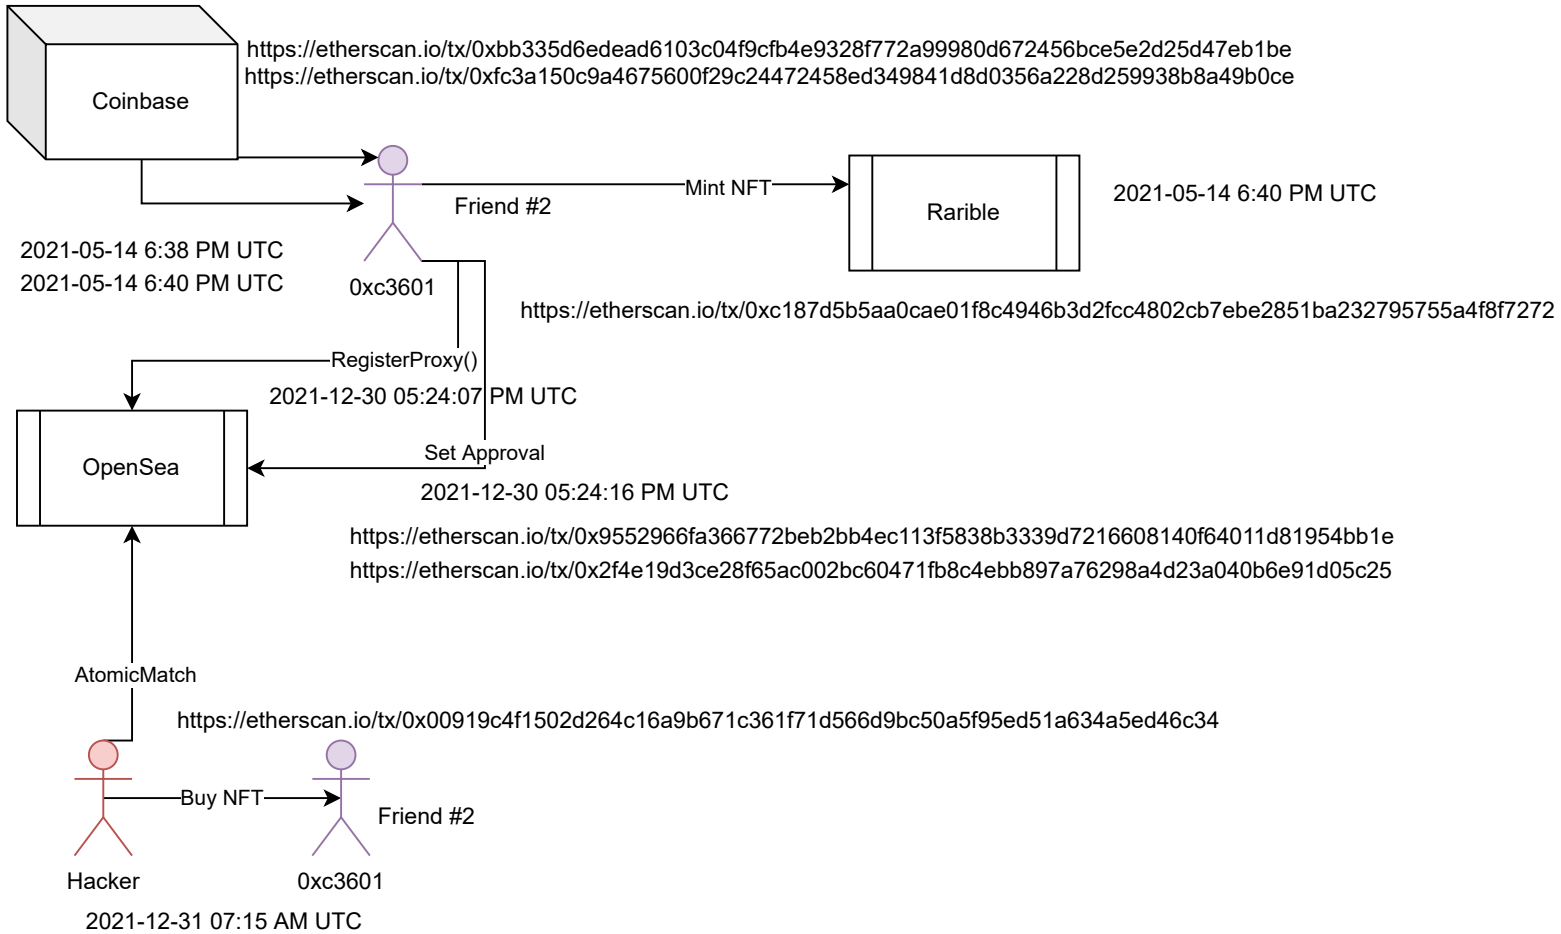 https://etherscan.io/tx/0xbb335d6edead6103c04f9cfb4e9328f772a99980d672456bce5e2d25d47eb1be
https://etherscan.io/tx/0xfc3a150c9a4675600f29c24472458ed349841d8d0356a228d259938b8a49b0ce
Coinbase
Mint NFT
2021-05-14 6:40 PM UTC
Friend #2
Rarible
2021-05-14 6:38 PM UTC
2021-05-14 6:40 PM UTC
0xc3601
https://etherscan.io/tx/0xc187d5b5aa0cae01f8c4946b3d2fcc4802cb7ebe2851ba232795755a4f8f7272
RegisterProxy()
2021-12-30 05:24:07 PM UTC
Set Approval
OpenSea
2021-12-30 05:24:16 PM UTC
https://etherscan.io/tx/0x9552966fa366772beb2bb4ec113f5838b3339d7216608140f64011d81954bb1e
https://etherscan.io/tx/0x2f4e19d3ce28f65ac002bc60471fb8c4ebb897a76298a4d23a040b6e91d05c25
AtomicMatch
https://etherscan.io/tx/0x00919c4f1502d264c16a9b671c361f71d566d9bc50a5f95ed51a634a5ed46c34
Buy NFT
Friend #2
Hacker
0xc3601
2021-12-31 07:15 AM UTC